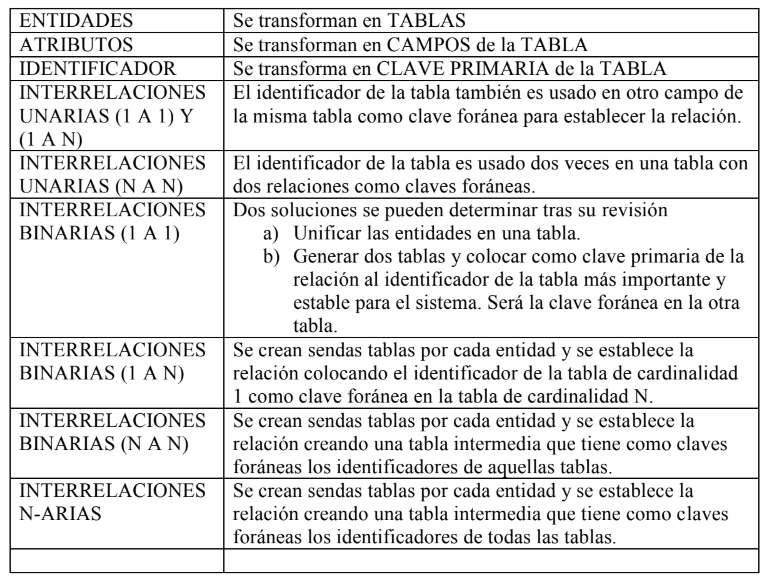 ENTIDADES Se transforman en TABLAS
ATRIBUTOS Se transforman en CAMPOS de la TABLA
IDENTIFICADOR Se transforma en CLAVE PRIMARIA de la TABLA
INTERRELACIONES El identificador de la tabla también es usado en otro campo de
UNARIAS (1 A 1) Y la misma tabla como clave foránea para establecer la relación.
(1 A N)
INTERRELACIONES El identificador de la tabla es usado dos veces en una tabla con
UNARIAS (N A N) dos relaciones como claves foráneas.
INTERRELACIONES Dos soluciones se pueden determinar tras su revisión
BINARIAS (1 A 1) a) Unificar las entidades en una tabla.
b) Generar dos tablas y colocar como clave primaria de la
relación al identificador de la tabla más importante y
estable para el sistema. Será la clave foránea en la otra
tabla.
INTERRELACIONES Se crean sendas tablas por cada entidad y se establece la
BINARIAS (1 A N) relación colocando el identificador de la tabla de cardinalidad
1 como clave foránea en la tabla de cardinalidad N.
INTERRELACIONES Se crean sendas tablas por cada entidad y se establece la
BINARIAS (N A N) relación creando una tabla intermedia que tiene como claves
foráneas los identificadores de aquellas tablas.
INTERRELACIONES Se crean sendas tablas por cada entidad y se establece la
N-ARIAS relación creando una tabla intermedia que tiene como claves
foráneas los identificadores de todas las tablas.